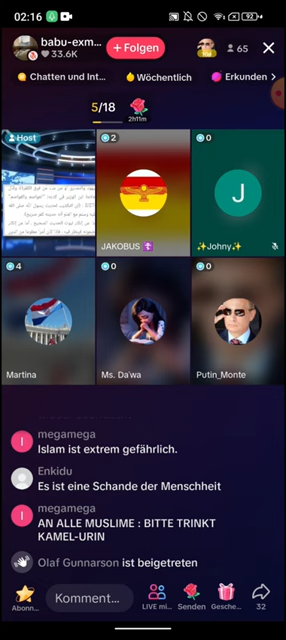 02:16
92
babu-exm...
33.6K
+ Folgen
65
Chatten und Int...
Wöchentlich
Erkunden >
5/18
2h11m
Host
2
JAKOBUS
0
J
✨Johny✨
4
Martina
0
Ms. Da'wa
0
Putin_Monte
megamega
Islam ist extrem gefährlich.
Enkidu
Es ist eine Schande der Menschheit
megamega
AN ALLE MUSLIME : BITTE TRINKT
KAMEL-URIN
Olaf Gunnarson ist beigetreten
Kommentˑ..
Abonn...
LIVE mi...
Senden
Gesche...
32